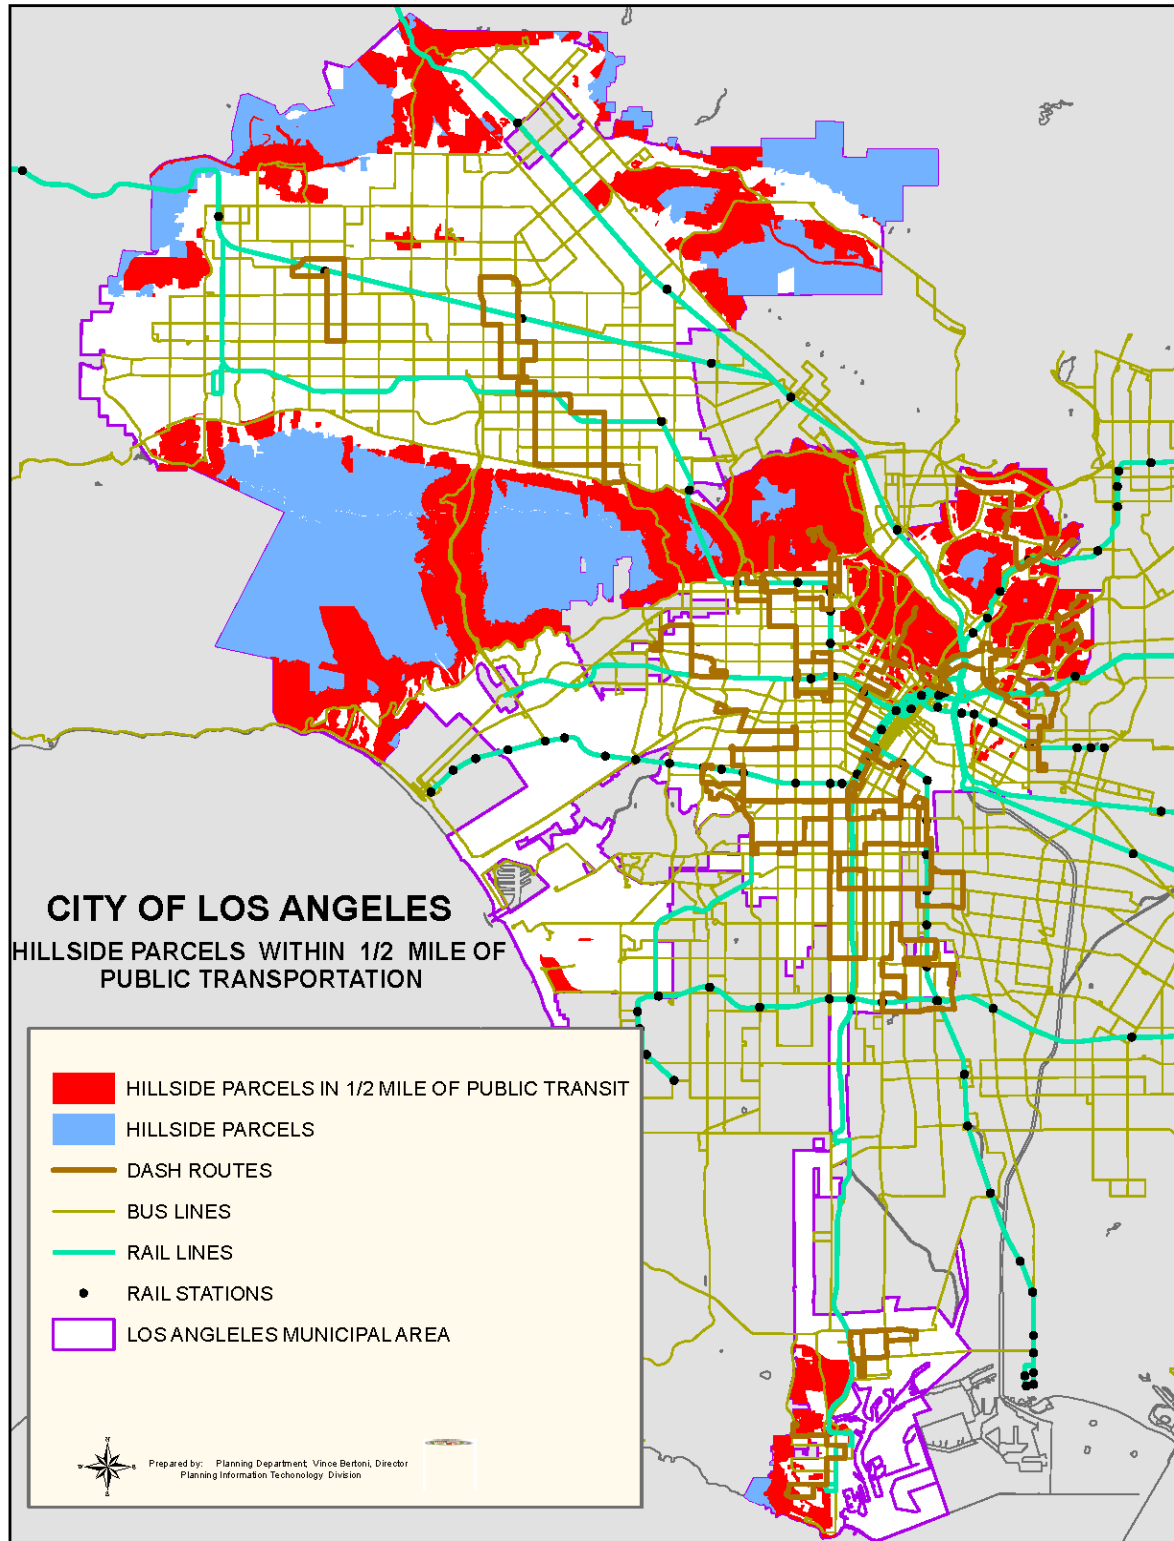 CITY OF LOS ANGELES
HILLSIDE PARCELS WITHIN 1/2 MILE OF
PUBLIC TRANSPORTATION
HILLSIDE PARCELS IN 1/2 MILE OF PUBLIC TRANSIT
HILLSIDE PARCELS
DASH ROUTES
BUS LINES
RAIL LINES
RAIL STATIONS
LOS ANGLELES MUNICIPAL AREA
N
W E
S
Prepared by: Planning Department, Vince Bertoni, Director
Planning Information Techonology Division